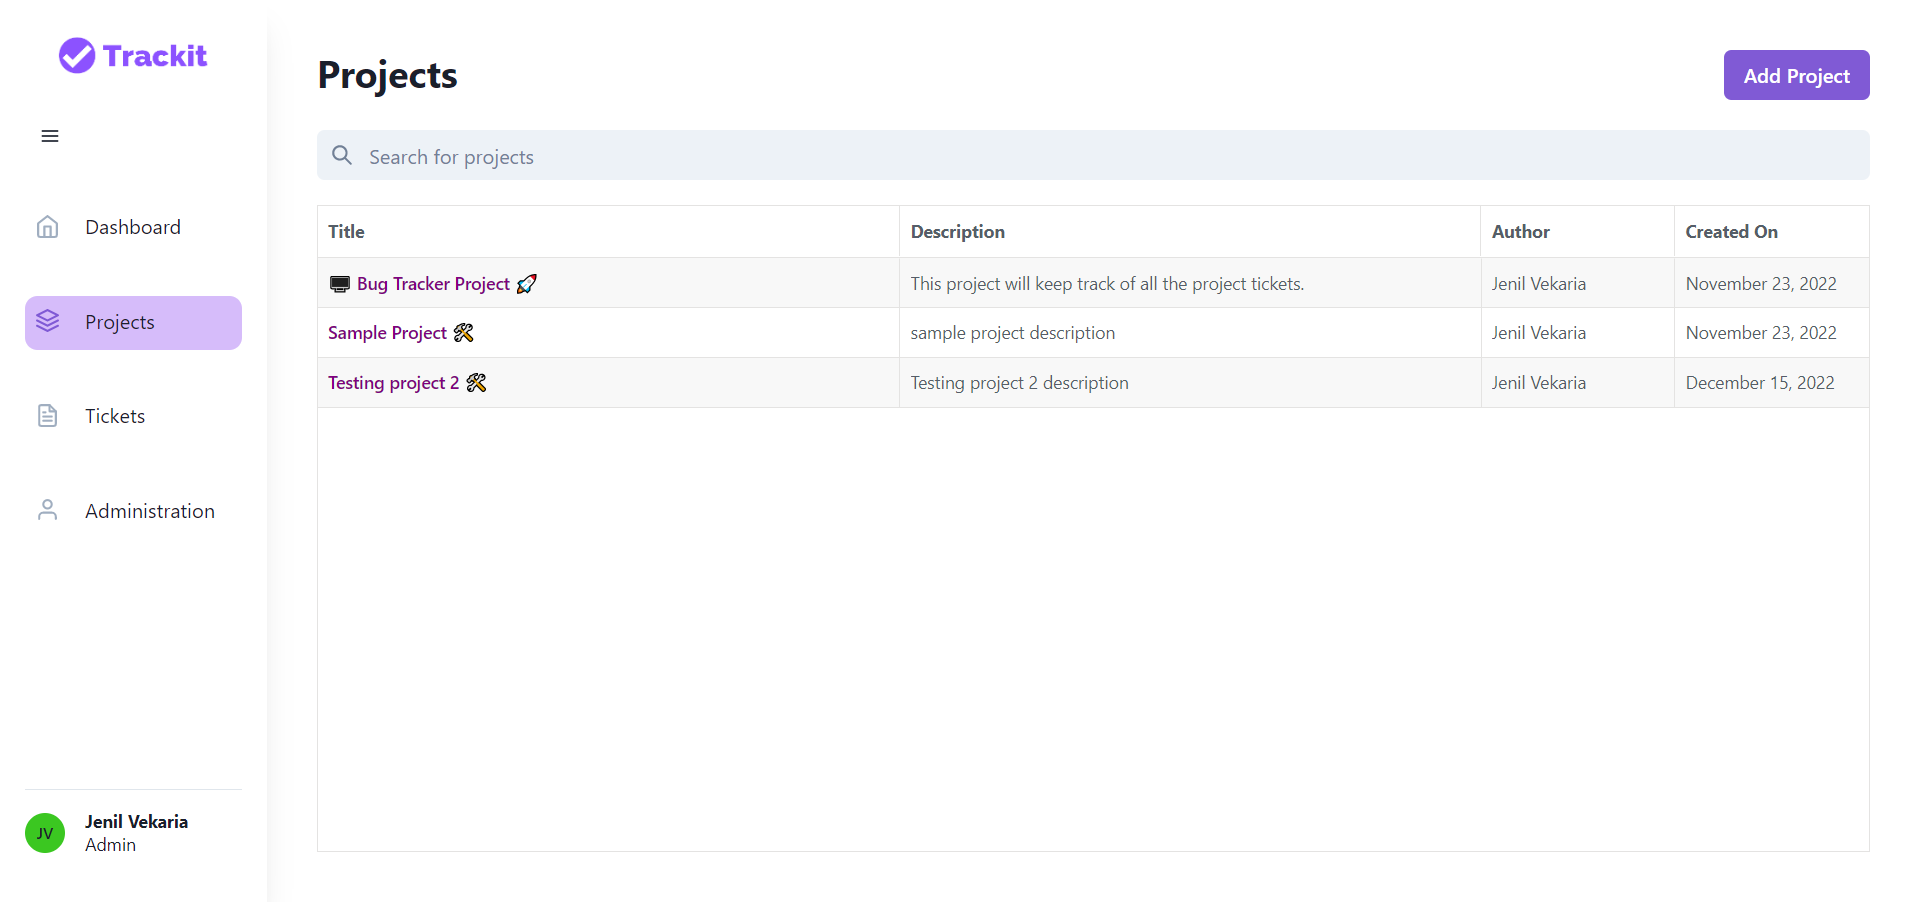 Trackit
Projects
Add Project
Search for projects
Dashboard
Projects
Tickets
Administration
Title Description Author Created On
🖥️ Bug Tracker Project 🚀 This project will keep track of all the project tickets. Jenil Vekaria November 23, 2022
Sample Project 🛠️ sample project description Jenil Vekaria November 23, 2022
Testing project 2 🛠️ Testing project 2 description Jenil Vekaria December 15, 2022
JV
Jenil Vekaria
Admin